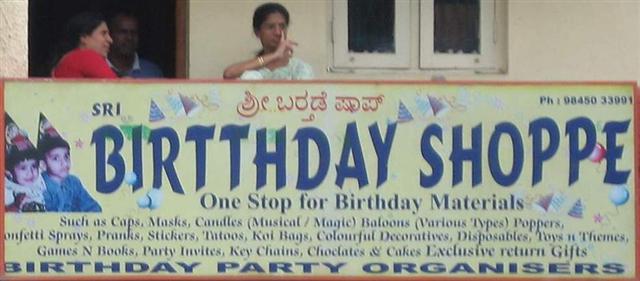 ಶ್ರೀ ಬರ್ತಡೆ ಷಾಪ್
Ph : 98450 33991
SRI
BIRTTHDAY SHOPPE
One Stop for Birthday Materials
Such as Caps, Masks, Candles (Musical / Magic) Baloons (Various Types) Poppers,
onfetti Sprays, Pranks, Stickers, Tatoos, Koi Bags, Colourful Decoratives, Disposables, Toys n Themes,
Games N Books, Party Invites, Key Chains, Choclates & Cakes Exclusive return Gifts
BIRTHDAY PARTY ORGANISERS